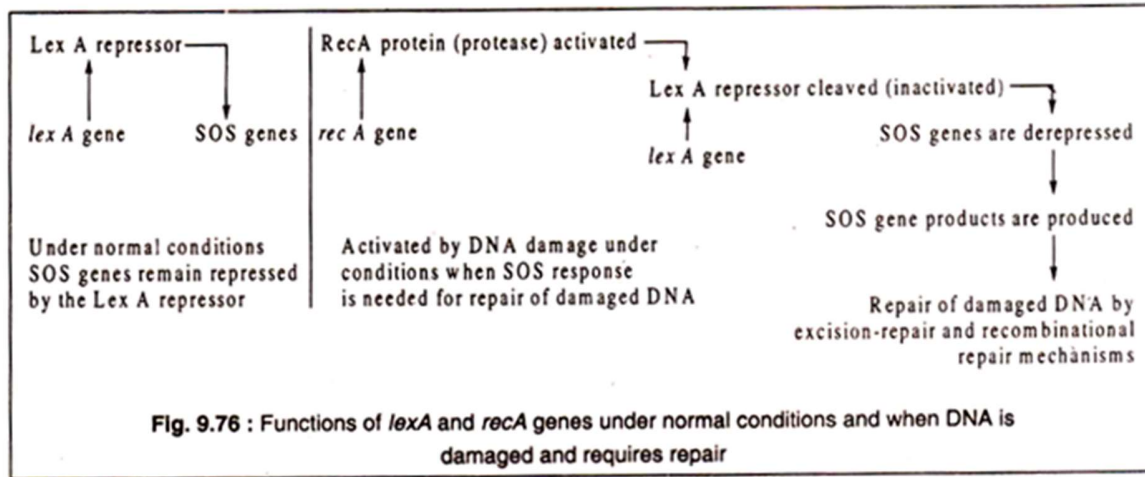 Lex A repressor
lex A gene
SOS genes
Under normal conditions
SOS genes remain repressed
by the Lex A repressor
RecA protein (protease) activated
rec A gene
Lex A repressor cleaved (inactivated)
lex A gene
Activated by DNA damage under
conditions when SOS response
is needed for repair of damaged DNA
SOS genes are derepressed
SOS gene products are produced
Repair of damaged DNA by
excision-repair and recombinational
repair mechanisms
Fig. 9.76 : Functions of lexA and recA genes under normal conditions and when DNA is
damaged and requires repair